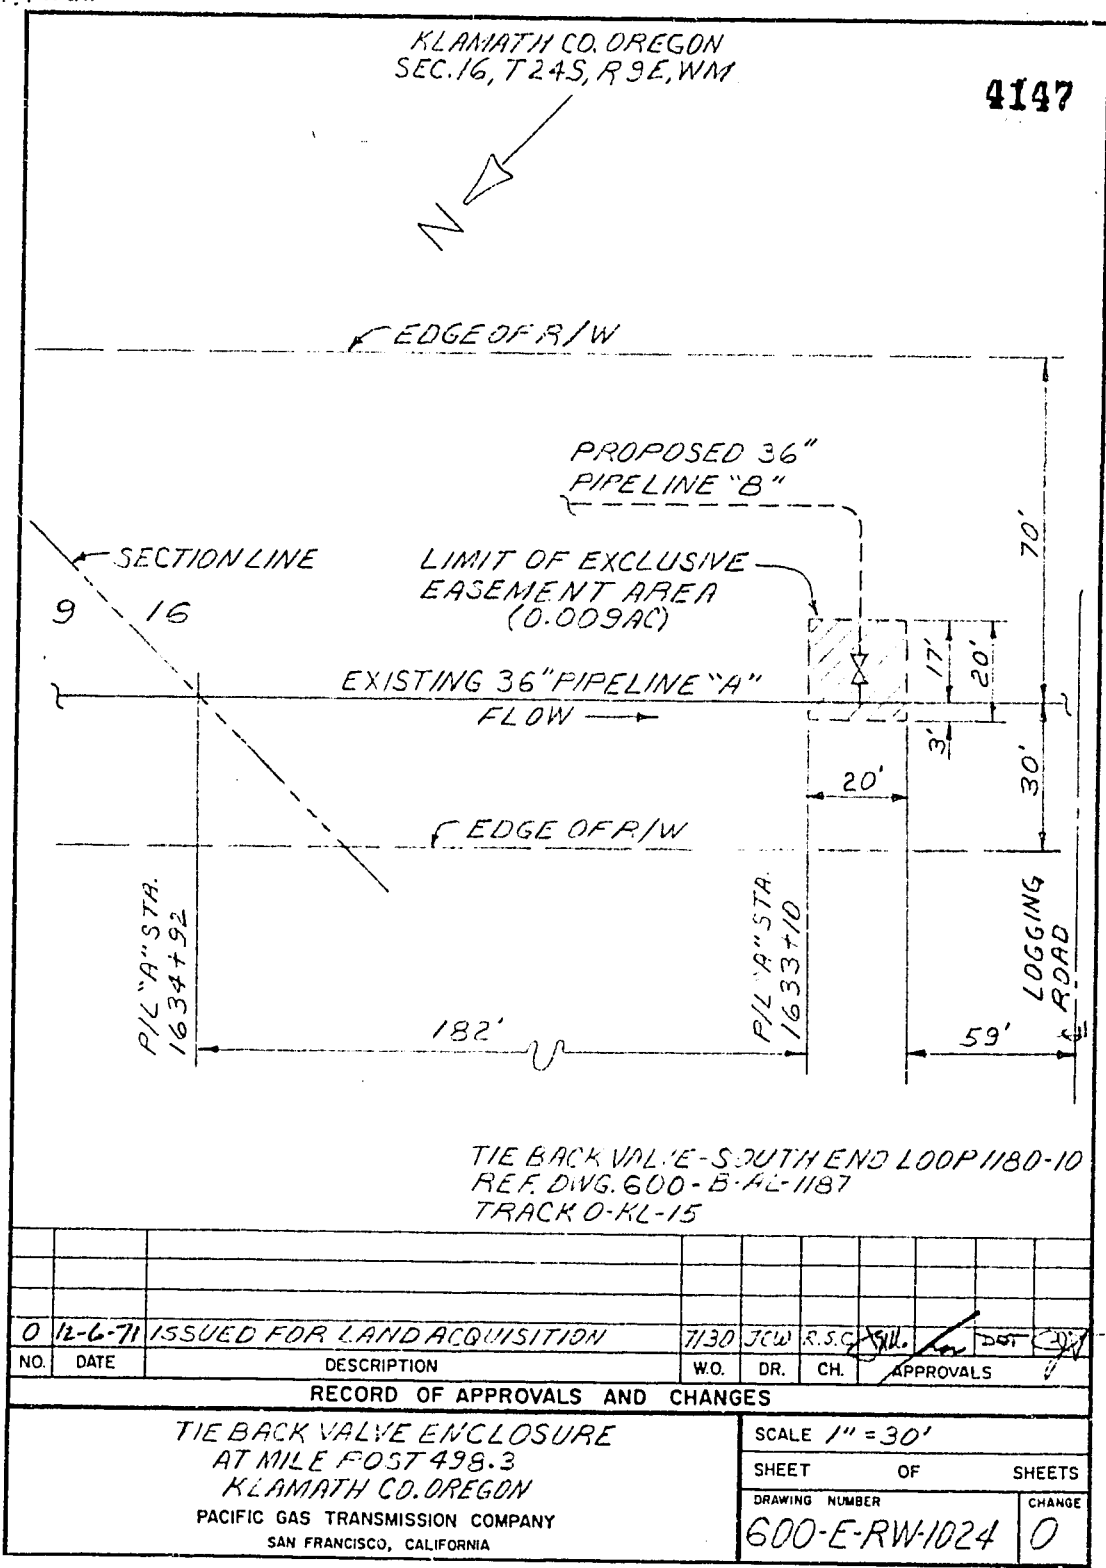 KLAMATH CO. OREGON
SEC. 16, T24S, R9E, WM
4147
N
EDGE OF R/W
PROPOSED 36"
PIPELINE "B"
SECTION LINE
LIMIT OF EXCLUSIVE
EASEMENT AREA
(0.009AC)
9 16
70'
17'
20'
EXISTING 36" PIPELINE "A"
FLOW
3'
30'
20'
EDGE OF R/W
P/L "A" STA.
1634+92
P/L "A" STA.
1633+10
LOGGING
ROAD
182'
59'
TIE BACK VALVE-SOUTH END LOOP 1180-10
REF. DWG. 600-B-AL-1187
TRACK O-KL-15
0 12-6-71 ISSUED FOR LAND ACQUISITION 7130 JCW R.S.C.
NO. DATE DESCRIPTION W.O. DR. CH. APPROVALS
RECORD OF APPROVALS AND CHANGES
TIE BACK VALVE ENCLOSURE
AT MILE POST 498.3
KLAMATH CO. OREGON
PACIFIC GAS TRANSMISSION COMPANY
SAN FRANCISCO, CALIFORNIA
SCALE 1" = 30'
SHEET OF SHEETS
DRAWING NUMBER
600-E-RW-1024
CHANGE
0